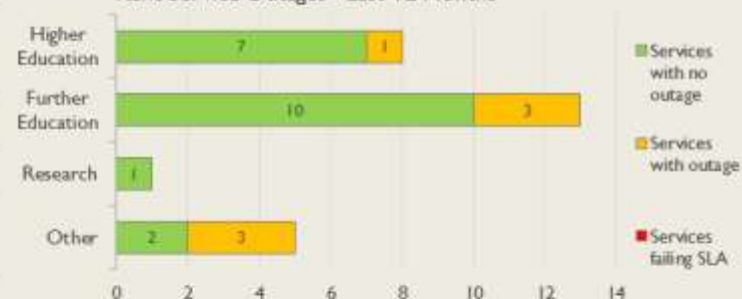 Higher
Education
7
1
Further
Education
10
3
Research
1
Other
2
3
0 2 4 6 8 10 12 14
Services
with no
outage
Services
with outage
Services
failing SLA